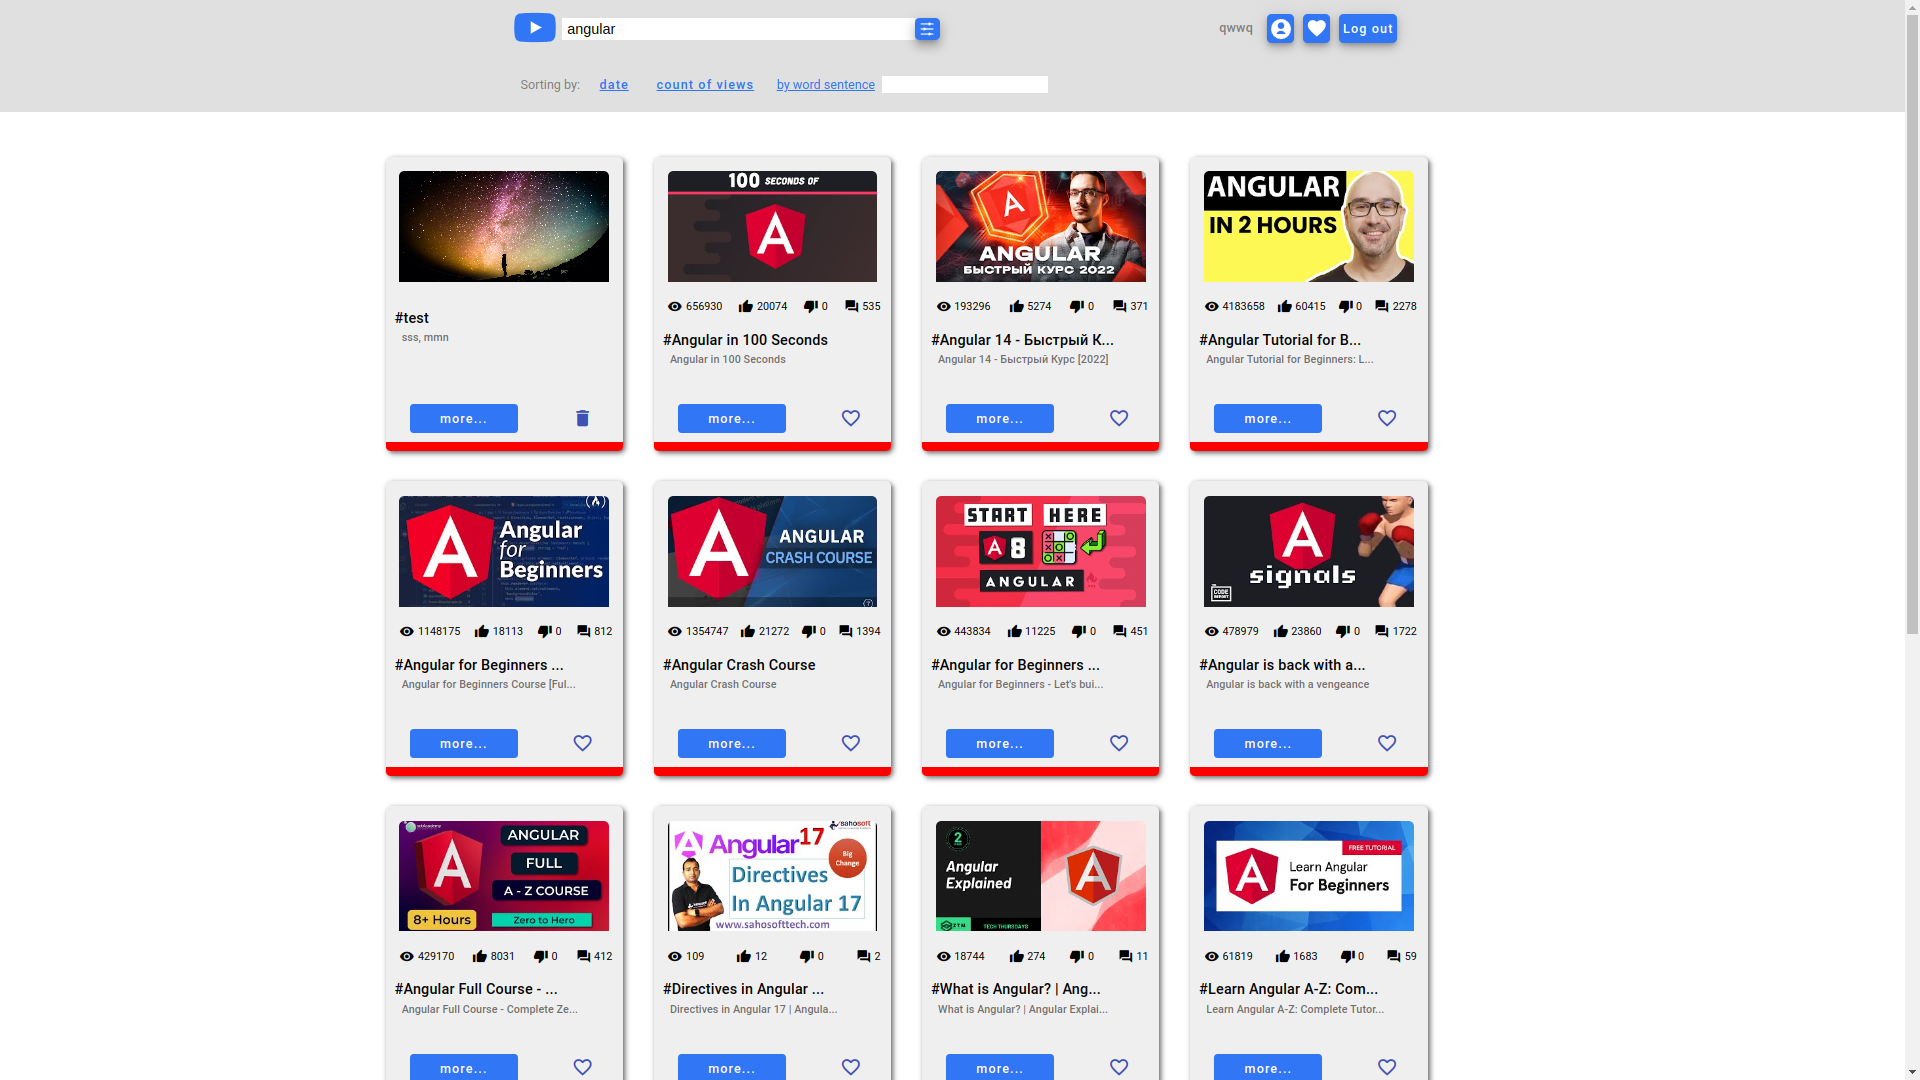 angular
qwwq
Log out
Sorting by: date count of views by word sentence
#test
sss, mmn
more...
100 SECONDS OF
656930 20074 0 535
#Angular in 100 Seconds
Angular in 100 Seconds
more...
ANGULAR
БЫСТРЫЙ КУРС 2022
193296 5274 0 371
#Angular 14 - Быстрый К...
Angular 14 - Быстрый Курс [2022]
more...
ANGULAR
IN 2 HOURS
4183658 60415 0 2278
#Angular Tutorial for B...
Angular Tutorial for Beginners: L...
more...
Angular
for
Beginners
1148175 18113 0 812
#Angular for Beginners ...
Angular for Beginners Course [Ful...
more...
ANGULAR
CRASH COURSE
1354747 21272 0 1394
#Angular Crash Course
Angular Crash Course
more...
START HERE
8
ANGULAR
443834 11225 0 451
#Angular for Beginners ...
Angular for Beginners - Let's bui...
more...
signals
CODE
REPORT
478979 23860 0 1722
#Angular is back with a...
Angular is back with a vengeance
more...
ANGULAR
FULL
A - Z COURSE
8+ Hours
Zero to Hero
429170 8031 0 412
#Angular Full Course - ...
Angular Full Course - Complete Ze...
more...
sahosoft
Angular 17
Big
Change
Directives
In Angular 17
www.sahosofttech.com
109 12 0 2
#Directives in Angular ...
Directives in Angular 17 | Angula...
more...
2
Angular
Explained
ZTM
TECH THURSDAYS
18744 274 0 11
#What is Angular? | Ang...
What is Angular? | Angular Explai...
more...
FREE TUTORIAL
Learn Angular
For Beginners
61819 1683 0 59
#Learn Angular A-Z: Com...
Learn Angular A-Z: Complete Tutor...
more...